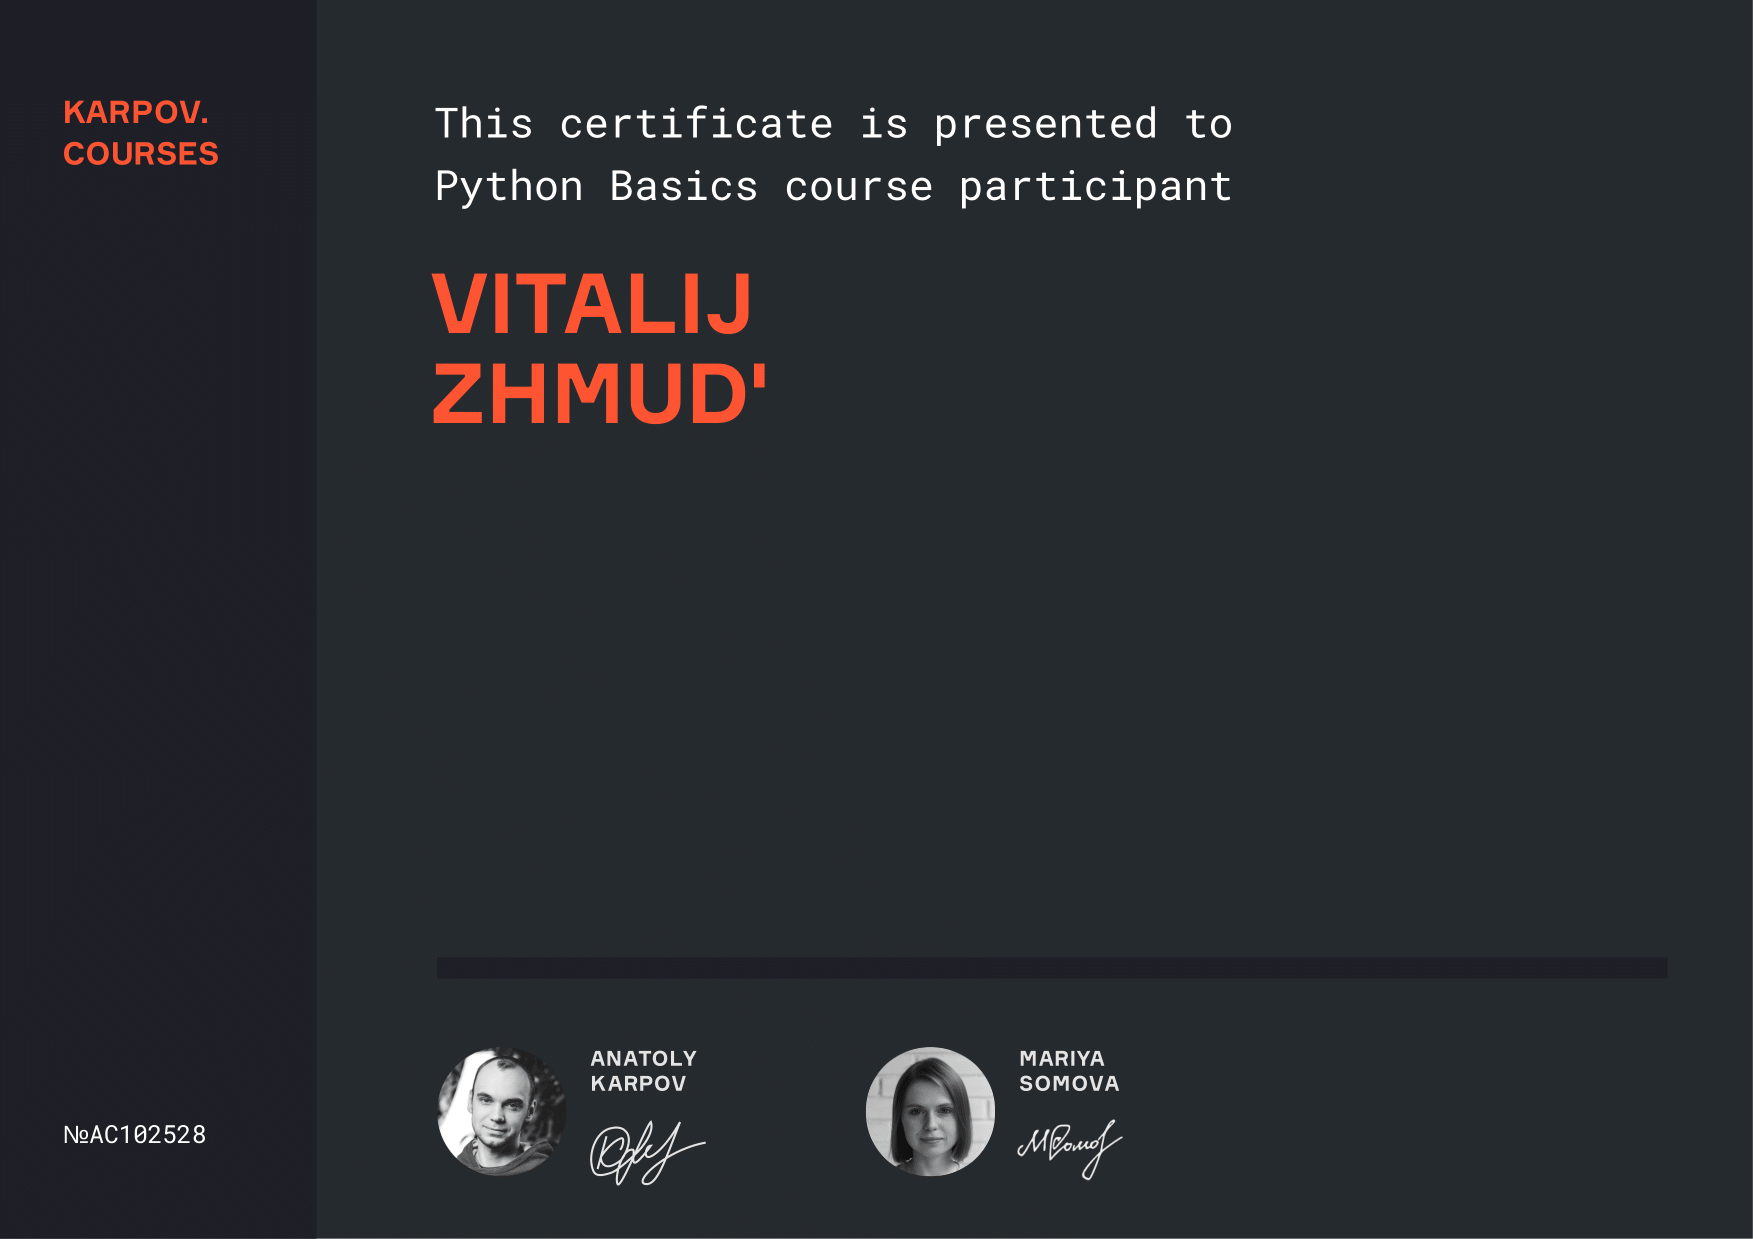 KARPOV.
COURSES
This certificate is presented to
Python Basics course participant
VITALIJ
ZHMUD'
ANATOLY
KARPOV
MARIYA
SOMOVA
№AC102528